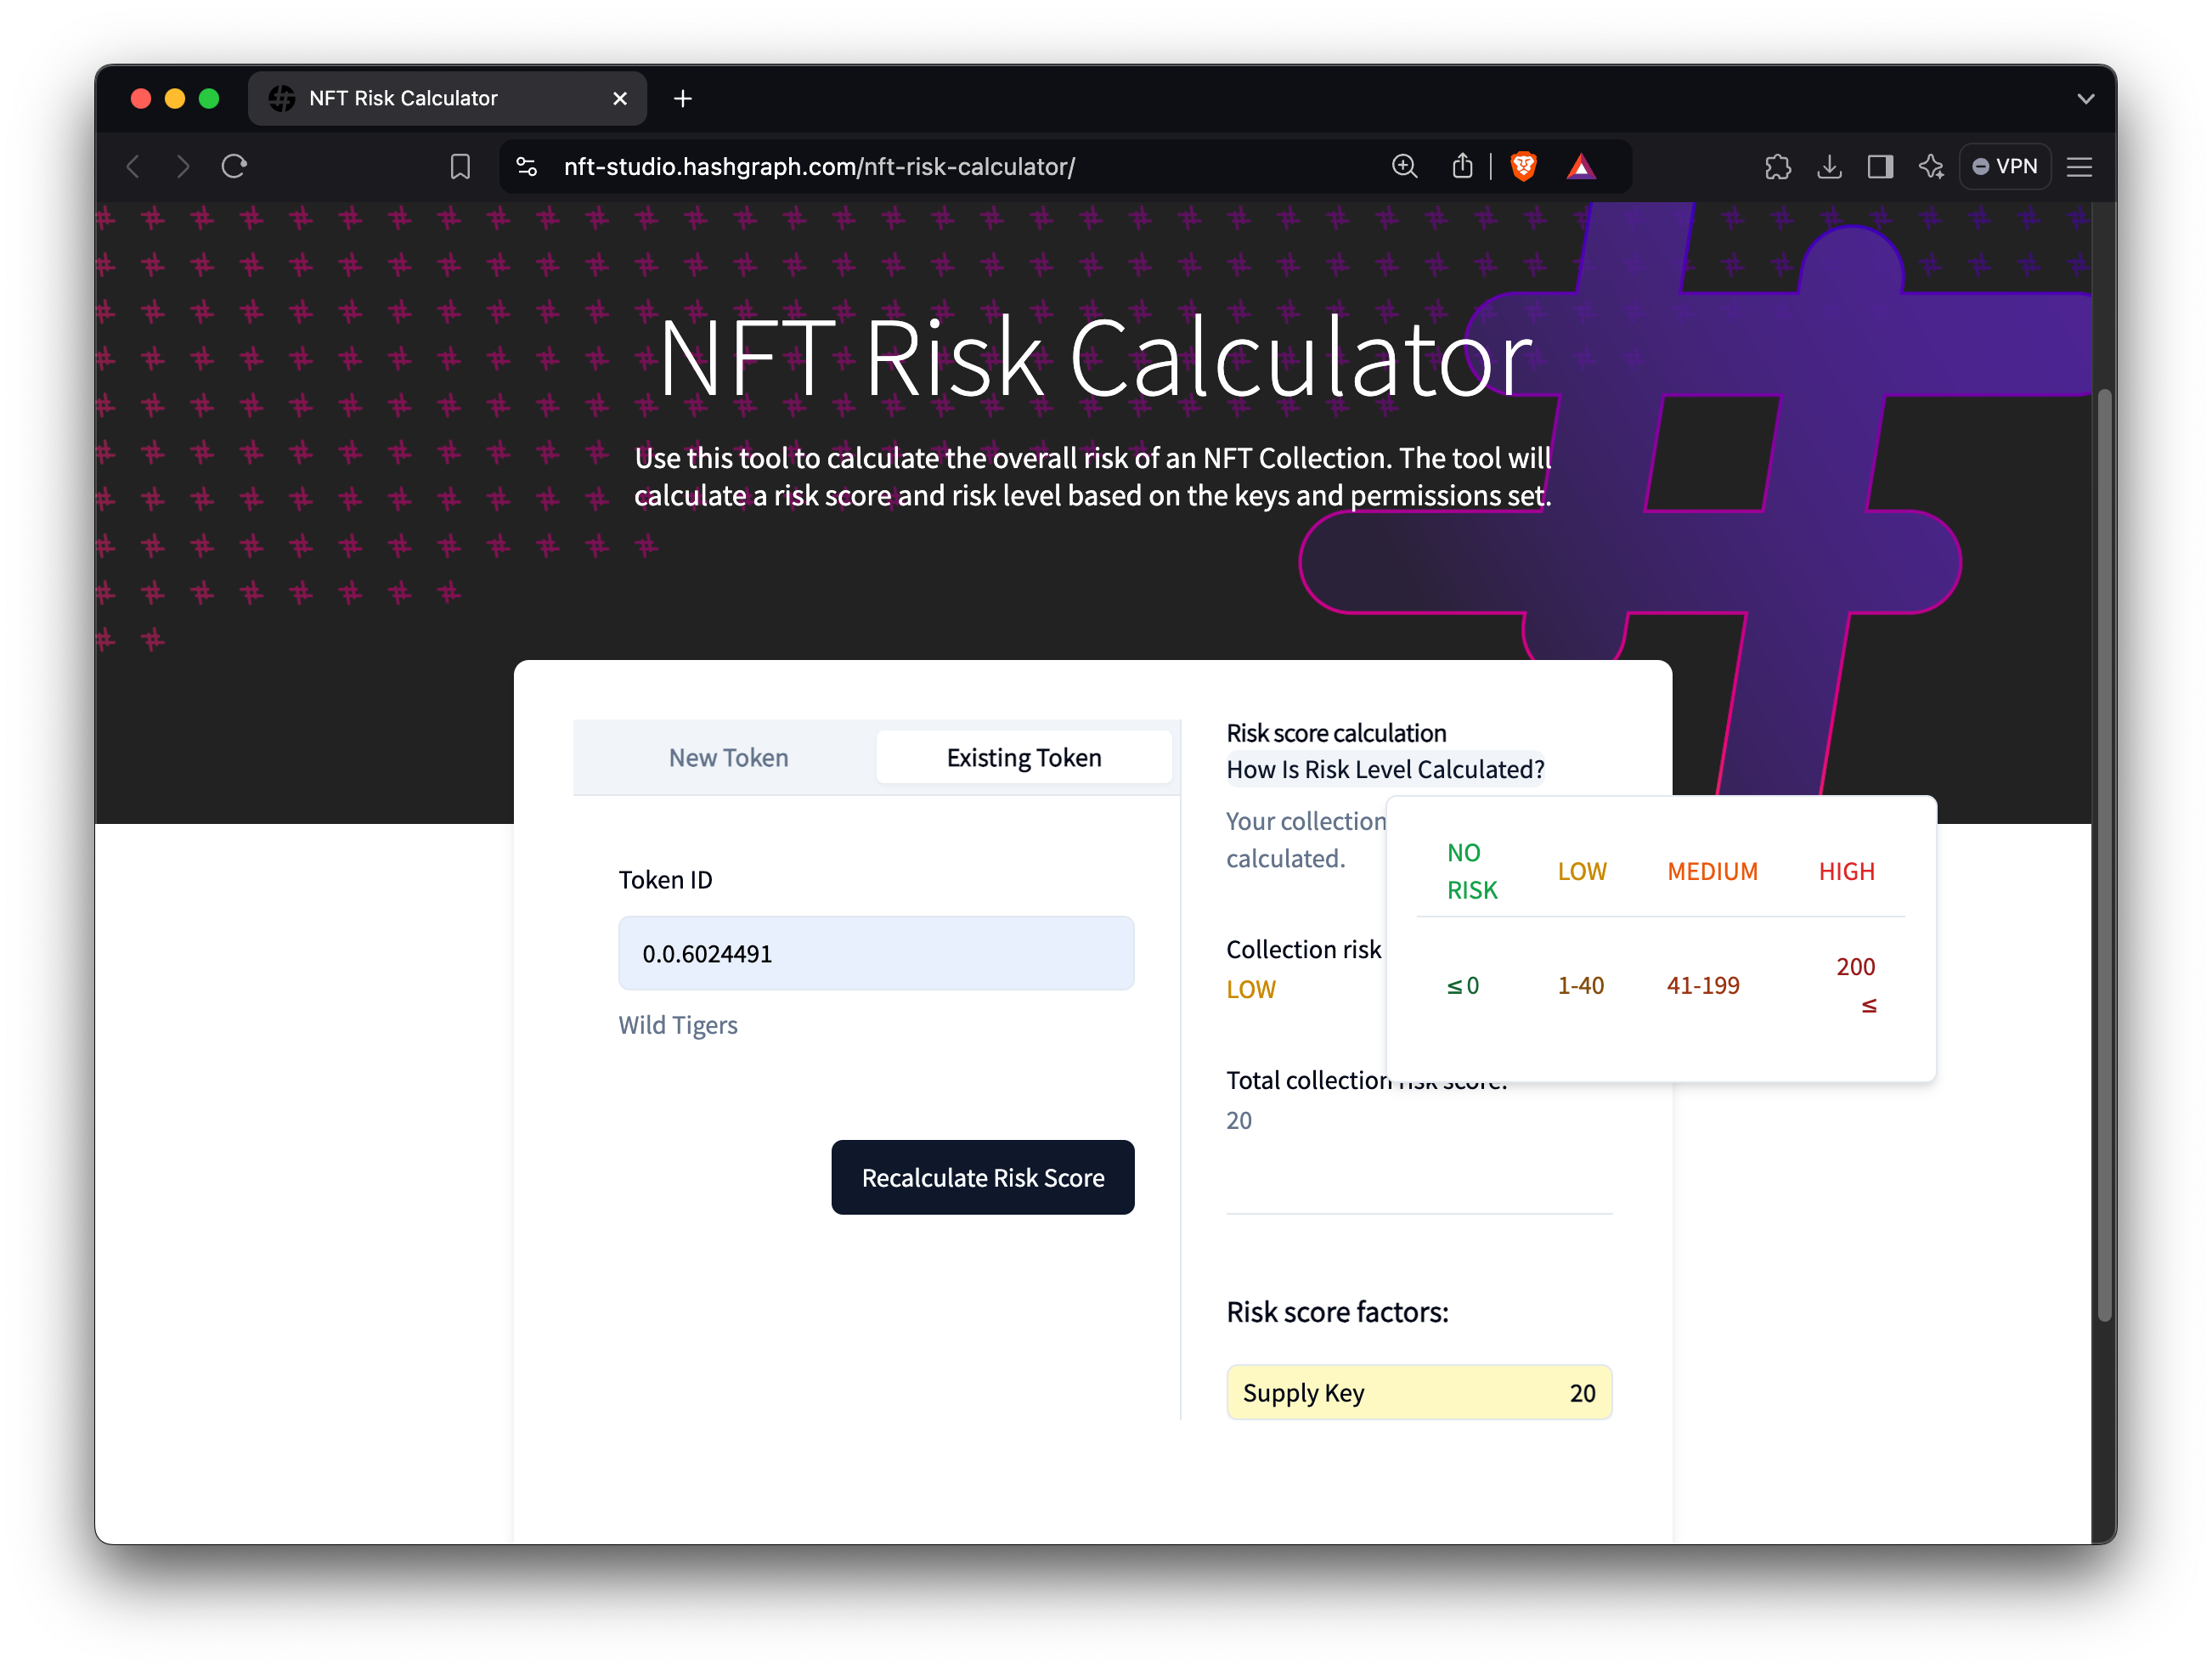 NFT Risk Calculator
nft-studio.hashgraph.com/nft-risk-calculator/
VPN
NFT Risk Calculator
Use this tool to calculate the overall risk of an NFT Collection. The tool will
calculate a risk score and risk level based on the keys and permissions set.
New Token
Existing Token
Token ID
0.0.6024491
Wild Tigers
Recalculate Risk Score
Risk score calculation
How Is Risk Level Calculated?
Your collection
calculated.
NO
RISK
LOW
MEDIUM
HIGH
≤ 0
1-40
41-199
200
≤
Collection risk
LOW
Total collection risk score:
20
Risk score factors:
Supply Key
20